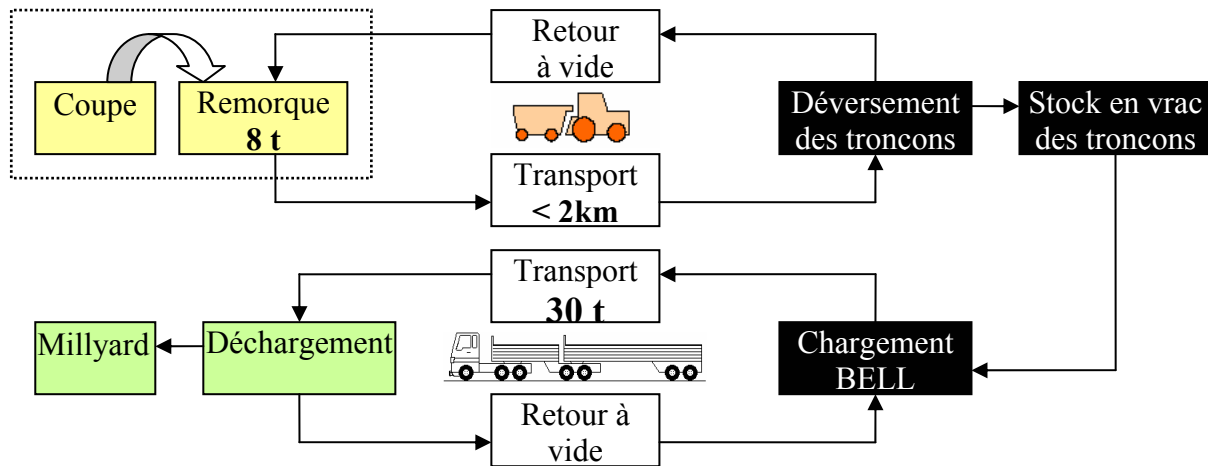 Retour
à vide
Coupe
Remorque
8 t
Déversement
des troncons
Stock en vrac
des troncons
Transport
< 2km
Transport
30 t
Millyard
Déchargement
Chargement
BELL
Retour à
vide